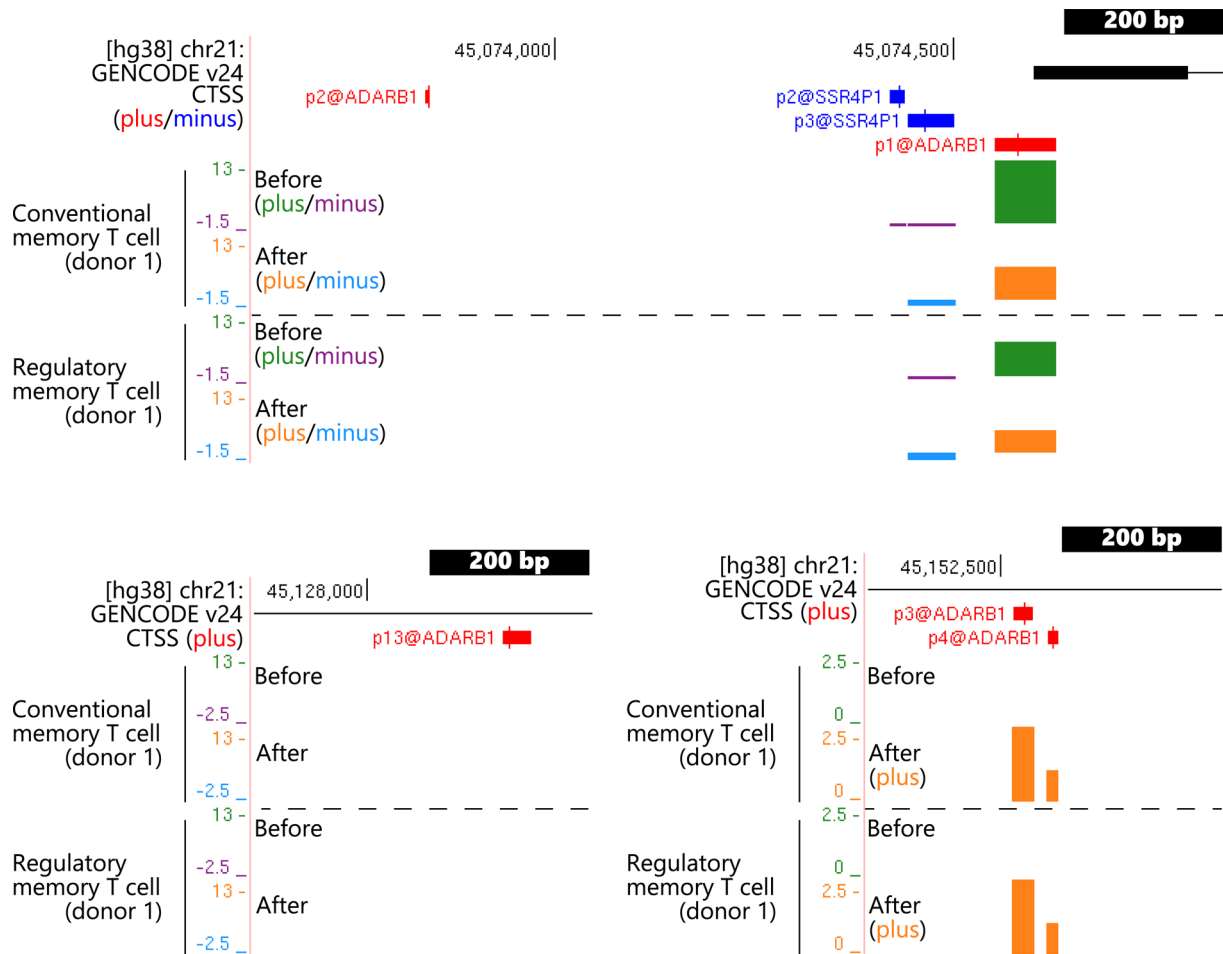 200 bp
[hg38] chr21:
45,074,000|
45,074,500|
GENCODE v24
CTSS
(plus/minus)
p2@ADARB1
p2@SSR4P1
p3@SSR4P1
p1@ADARB1
Conventional
memory T cell
(donor 1)
13 -
-1.5 _
Before
(plus/minus)
13 -
-1.5 _
After
(plus/minus)
Regulatory
memory T cell
(donor 1)
13 -
-1.5 _
Before
(plus/minus)
13 -
-1.5 _
After
(plus/minus)
200 bp
[hg38] chr21:
45,128,000|
GENCODE v24
CTSS (plus)
p13@ADARB1
Conventional
memory T cell
(donor 1)
13 -
-2.5 _
Before
13 -
-2.5 _
After
Regulatory
memory T cell
(donor 1)
13 -
-2.5 _
Before
13 -
-2.5 _
After
200 bp
[hg38] chr21:
45,152,500|
GENCODE v24
CTSS (plus)
p3@ADARB1
p4@ADARB1
Conventional
memory T cell
(donor 1)
2.5 -
0 _
Before
2.5 -
0 _
After
(plus)
Regulatory
memory T cell
(donor 1)
2.5 -
0 _
Before
2.5 -
0 _
After
(plus)